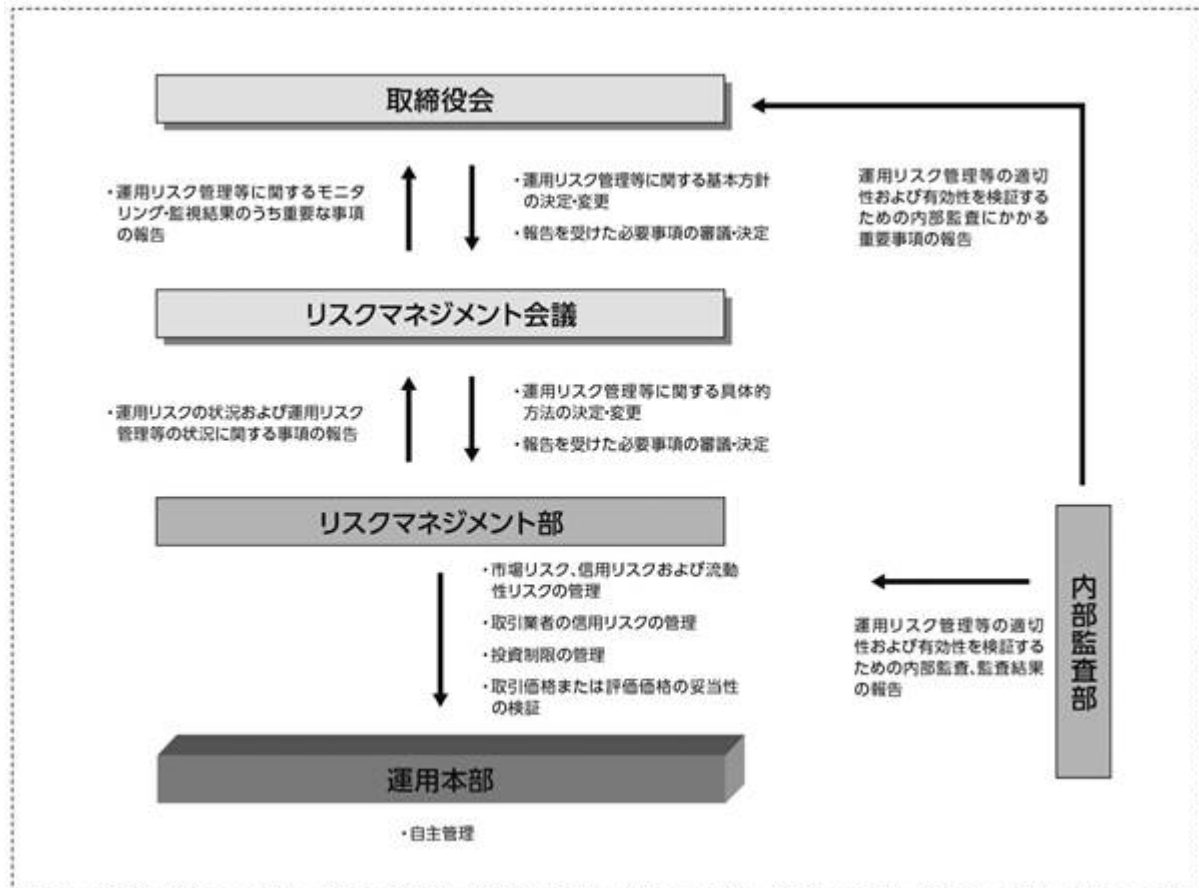 取締役会
・運用リスク管理等に関するモニタ
リング・監視結果のうち重要な事項
の報告
・運用リスク管理等に関する基本方針
の決定・変更
・報告を受けた必要事項の審議・決定
運用リスク管理等の適切
性および有効性を検証する
ための内部監査にかかる
重要事項の報告
リスクマネジメント会議
・運用リスクの状況および運用リスク
管理等の状況に関する事項の報告
・運用リスク管理等に関する具体的
方法の決定・変更
・報告を受けた必要事項の審議・決定
リスクマネジメント部
・市場リスク、信用リスクおよび流動
性リスクの管理
・取引業者の信用リスクの管理
・投資制限の管理
・取引価格または評価価格の妥当性
の検証
運用リスク管理等の適切
性および有効性を検証する
ための内部監査、監査結果
の報告
内部監査部
運用本部
・自主管理